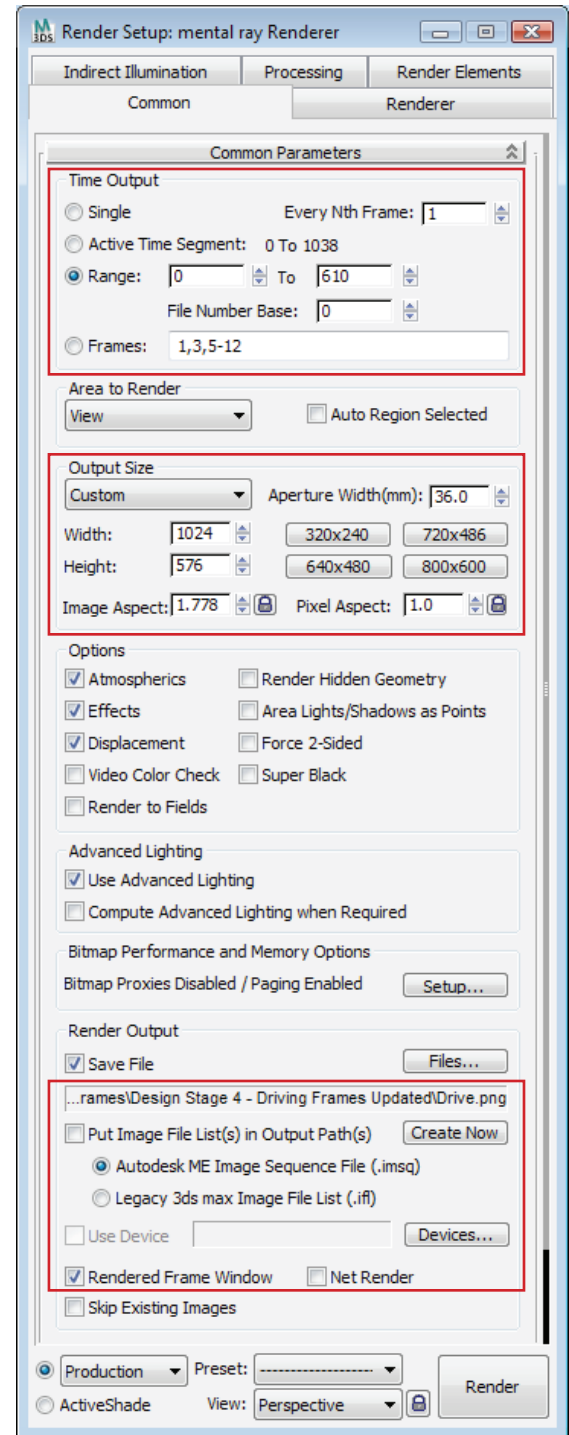 M
3DS Render Setup: mental ray Renderer
Indirect Illumination Processing Render Elements
Common Renderer
Common Parameters
Time Output
Single Every Nth Frame: 1
Active Time Segment: 0 To 1038
Range: 0 To 610
File Number Base: 0
Frames: 1,3,5-12
Area to Render
View Auto Region Selected
Output Size
Custom Aperture Width(mm): 36.0
Width: 1024 320x240 720x486
Height: 576 640x480 800x600
Image Aspect: 1.778 Pixel Aspect: 1.0
Options
Atmospherics Render Hidden Geometry
Effects Area Lights/Shadows as Points
Displacement Force 2-Sided
Video Color Check Super Black
Render to Fields
Advanced Lighting
Use Advanced Lighting
Compute Advanced Lighting when Required
Bitmap Performance and Memory Options
Bitmap Proxies Disabled / Paging Enabled Setup...
Render Output
Save File Files...
...rames\Design Stage 4 - Driving Frames Updated\Drive.png
Put Image File List(s) in Output Path(s) Create Now
Autodesk ME Image Sequence File (.imsq)
Legacy 3ds max Image File List (.ifl)
Use Device Devices...
Rendered Frame Window Net Render
Skip Existing Images
Production Preset: -------------------
Render
ActiveShade View: Perspective